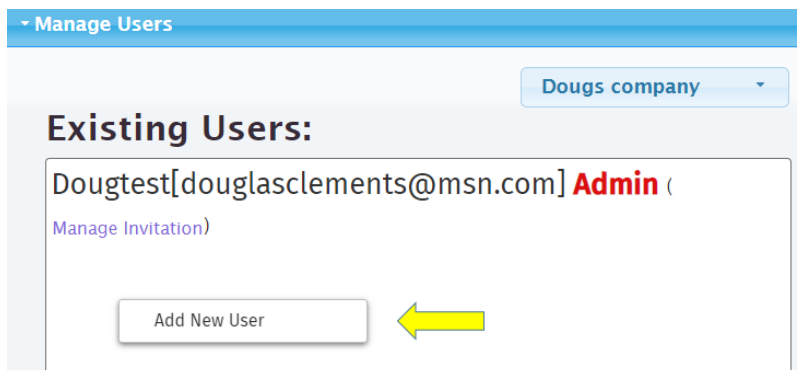 Manage Users
Dougs company
Existing Users:
Dougtest[douglasclements@msn.com] Admin (
Manage Invitation)
Add New User